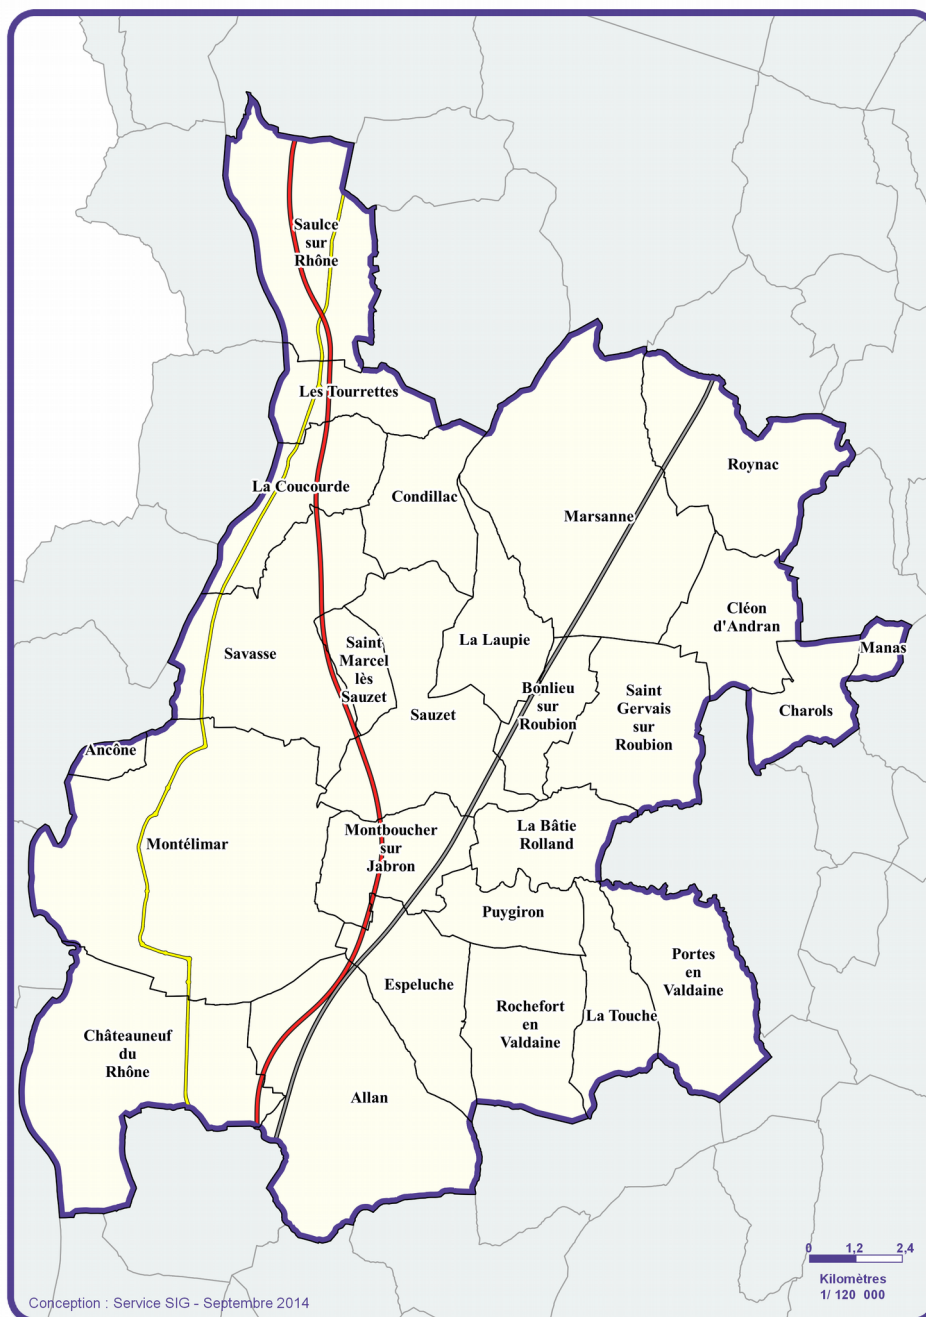 Saulce
sur
Rhône
Les Tourrettes
La Coucourde
Condillac
Roynac
Marsanne
Cléon
d'Andran
Savasse
Saint
Marcel
lès
Sauzet
La Laupie
Manas
Sauzet
Bonlieu
sur
Roubion
Saint
Gervais
sur
Roubion
Charols
Ancône
Montélimar
Montboucher
sur
Jabron
La Bâtie
Rolland
Puygiron
Espeluche
Portes
en
Valdaine
Rochefort
en
Valdaine
La Touche
Châteauneuf
du
Rhône
Allan
0 1,2 2,4
Kilomètres
1/ 120 000
Conception : Service SIG - Septembre 2014